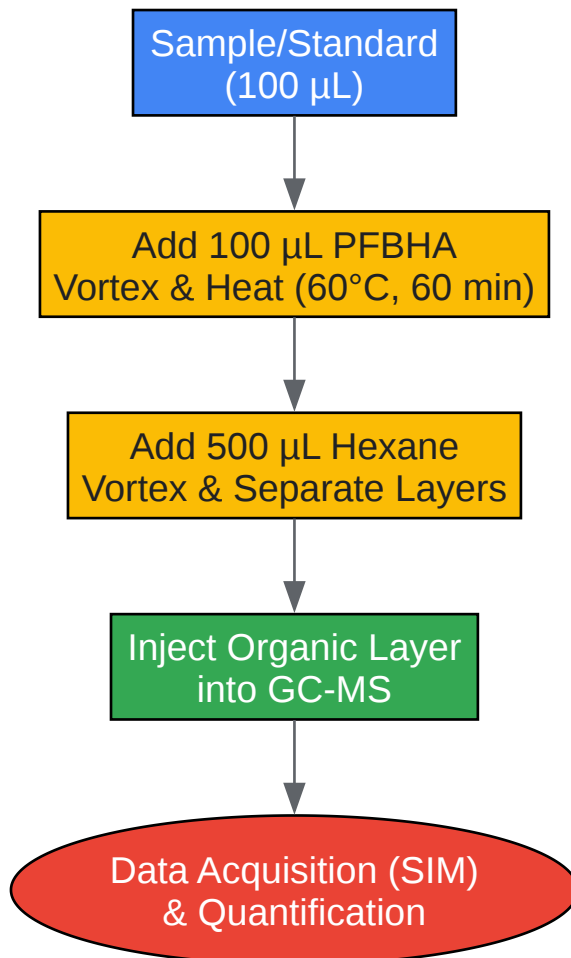 Sample/Standard
(100 µL)
Add 100 µL PFBHA
Vortex & Heat (60°C, 60 min)
Add 500 µL Hexane
Vortex & Separate Layers
Inject Organic Layer
into GC-MS
Data Acquisition (SIM)
& Quantification